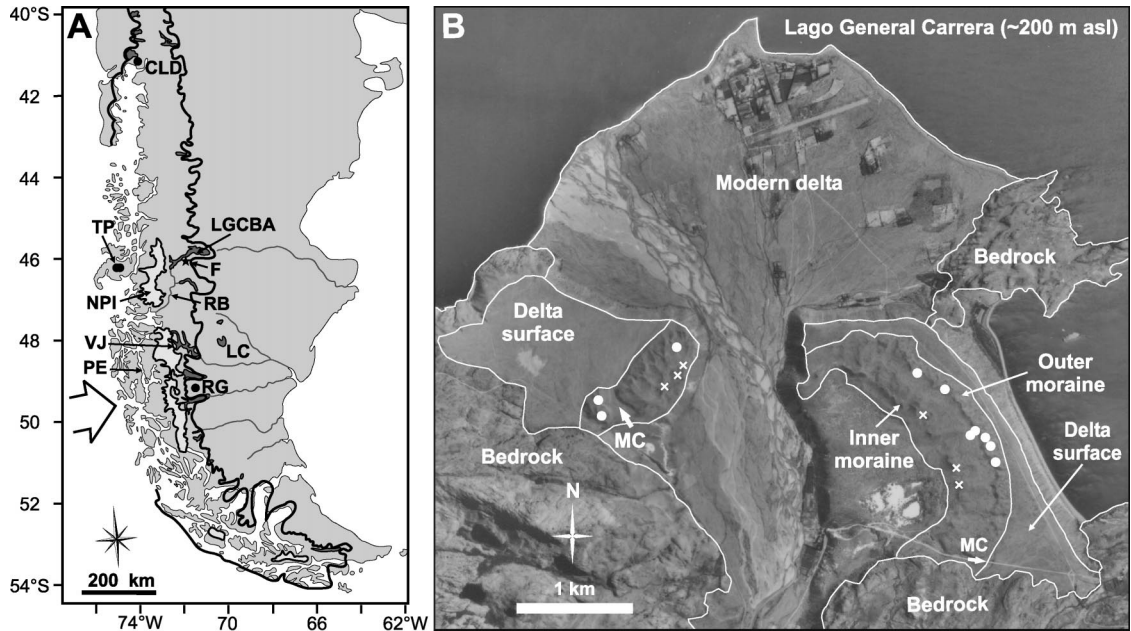 A
40°S
42
44
46
48
50
52
54°S
CLD
LGCBA
TP
F
NPI
RB
VJ
LC
PE
RG
200 km
74°W
70
66
62°W
B
Lago General Carrera (~200 m asl)
Modern delta
Bedrock
Delta
surface
Outer
moraine
MC
Inner
moraine
Delta
surface
Bedrock
N
MC
1 km
Bedrock